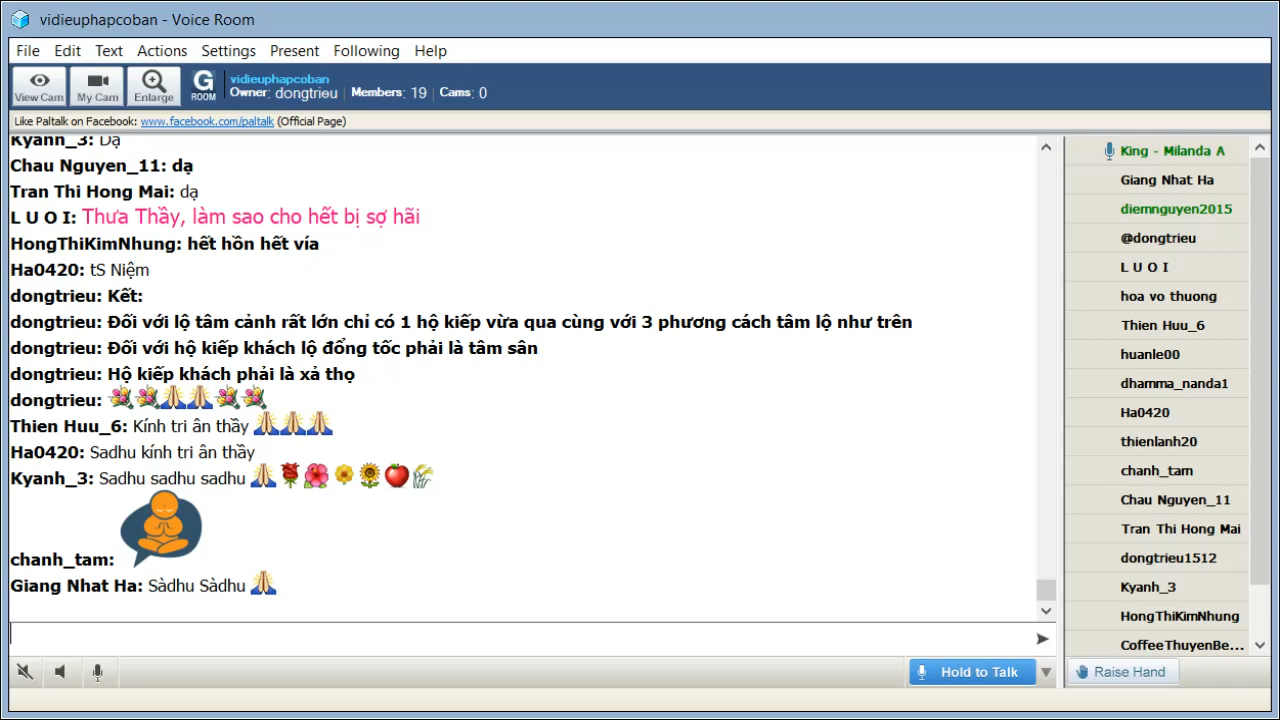 vidieuphapcoban - Voice Room
File Edit Text Actions Settings Present Following Help
View Cam My Cam Enlarge G ROOM
vidieuphapcoban
Owner: dongtrieu | Members: 19 | Cams: 0
Like Paltalk on Facebook: www.facebook.com/paltalk (Official Page)
Kyanh_3: Dạ
Chau Nguyen_11: dạ
Tran Thi Hong Mai: dạ
L U O I: Thưa Thầy, làm sao cho hết bị sợ hãi
HongThiKimNhung: hết hồn hết vía
Ha0420: tS Niệm
dongtrieu: Kết:
dongtrieu: Đối với lộ tâm cảnh rất lớn chỉ có 1 hộ kiếp vừa qua cùng với 3 phương cách tâm lộ như trên
dongtrieu: Đối với hộ kiếp khách lộ đổng tốc phải là tâm sân
dongtrieu: Hộ kiếp khách phải là xả thọ
dongtrieu:
Thien Huu_6: Kính tri ân thầy
Ha0420: Sadhu kính tri ân thầy
Kyanh_3: Sadhu sadhu sadhu
chanh_tam:
Giang Nhat Ha: Sàdhu Sàdhu
King - Milanda A
Giang Nhat Ha
diemnguyen2015
@dongtrieu
L U O I
hoa vo thuong
Thien Huu_6
huanle00
dhamma_nanda1
Ha0420
thienlanh20
chanh_tam
Chau Nguyen_11
Tran Thi Hong Mai
dongtrieu1512
Kyanh_3
HongThiKimNhung
CoffeeThuyenBe...
Hold to Talk
Raise Hand